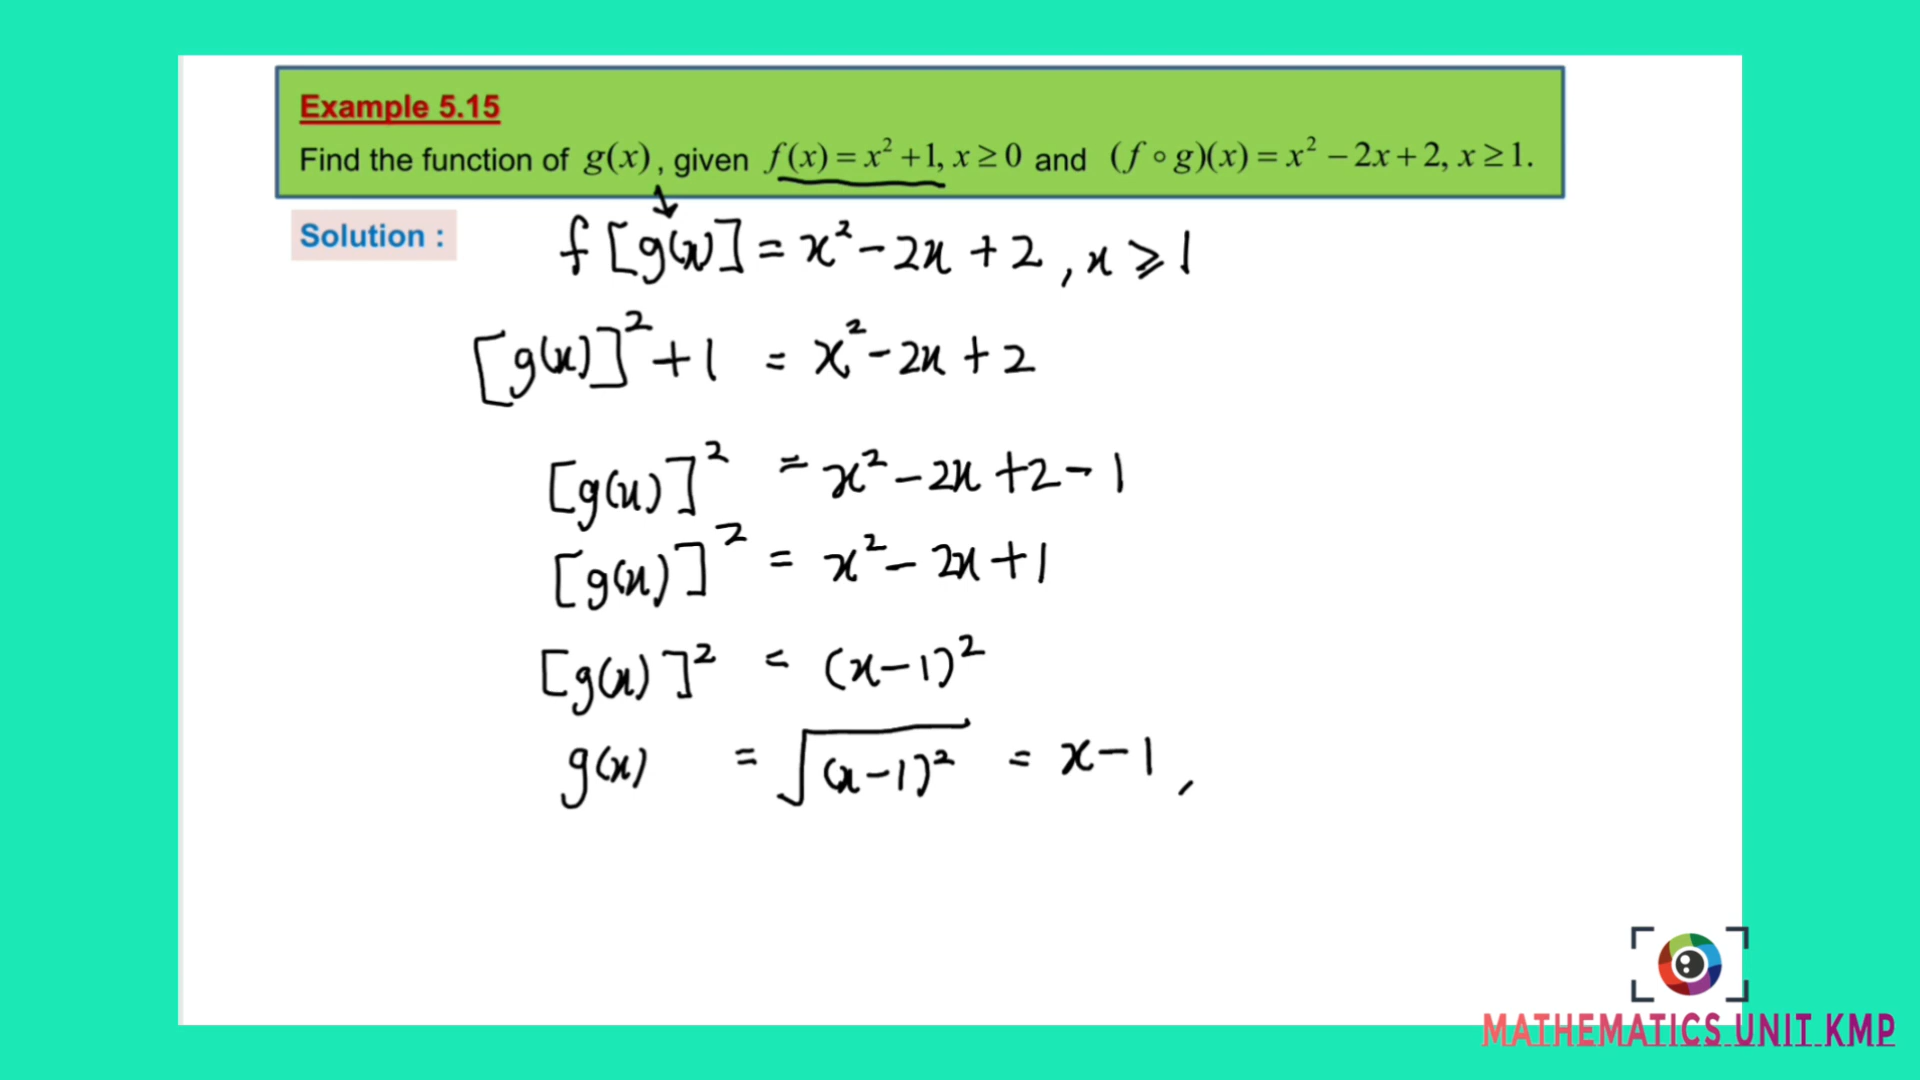 Example 5.15
Find the function of g(x), given f(x) = x² + 1, x ≥ 0 and (f ∘ g)(x) = x² − 2x + 2, x ≥ 1.
Solution :
f[g(x)] = x² − 2x + 2, x ≥ 1
[g(x)]² + 1 = x² − 2x + 2
[g(x)]² = x² − 2x + 2 − 1
[g(x)]² = x² − 2x + 1
[g(x)]² = (x − 1)²
g(x) = √(x − 1)² = x − 1,
MATHEMATICS UNIT KMP